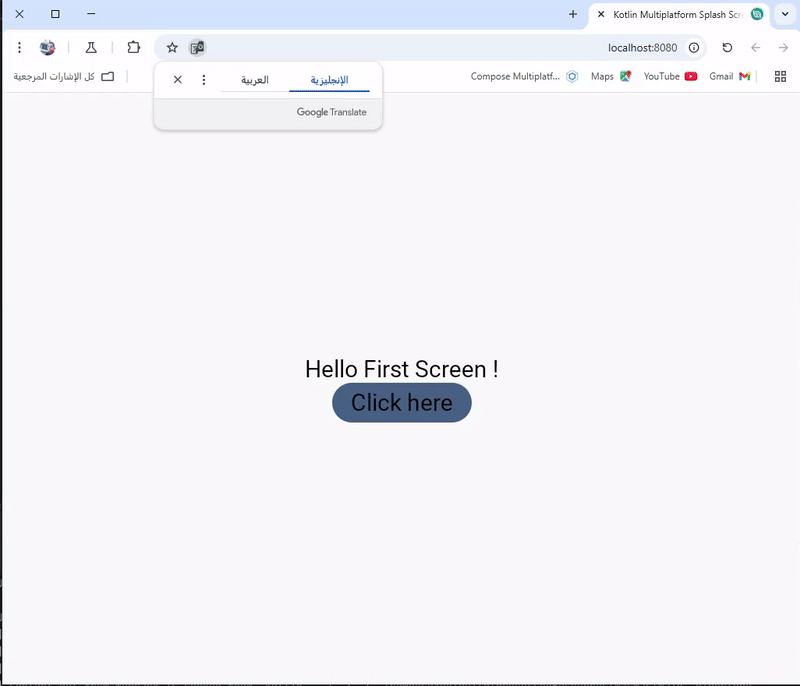 Kotlin Multiplatform Splash Scr
localhost:8080
كل الإشارات المرجعية
Compose Multiplatf...
Maps
YouTube
Gmail
الإنجليزية
العربية
Google Translate
Hello First Screen !
Click here